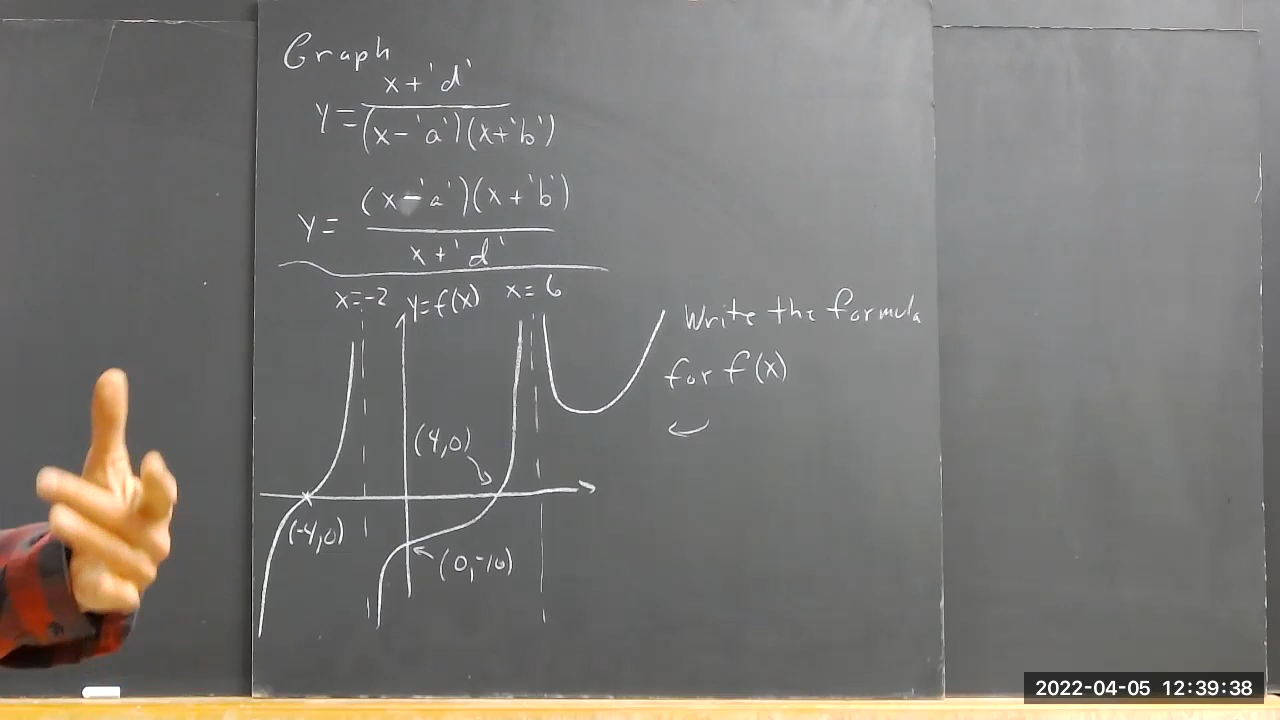 Graph
x+'d'
y=
(x-'a')(x+'b')
(x-'a')(x+'b')
y=
x+'d'
x=-2
y=f(x)
x=6
Write the formula
for f(x)
(4,0)
(-4,0)
(0,-10)
2022-04-05 12:39:38